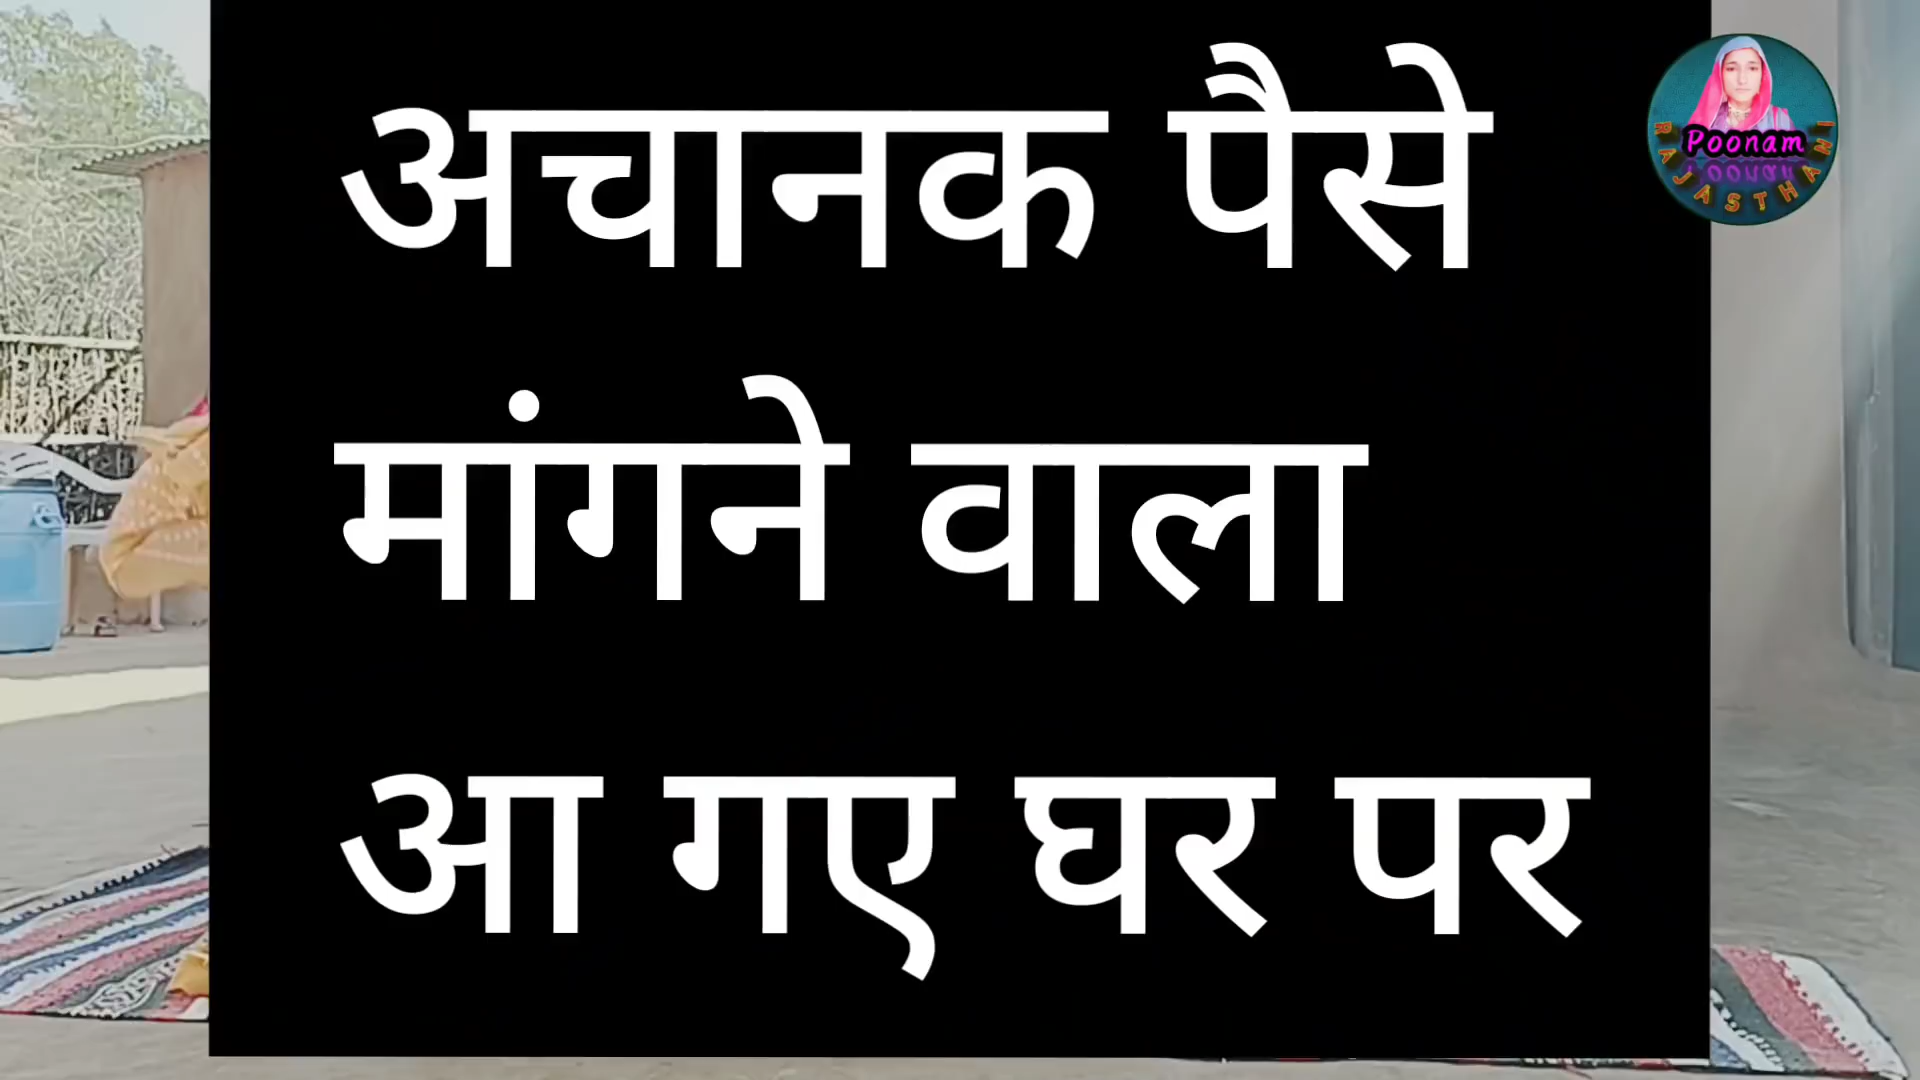 अचानक पैसे
मांगने वाला
आ गए घर पर
Poonam
RAJASTHANI